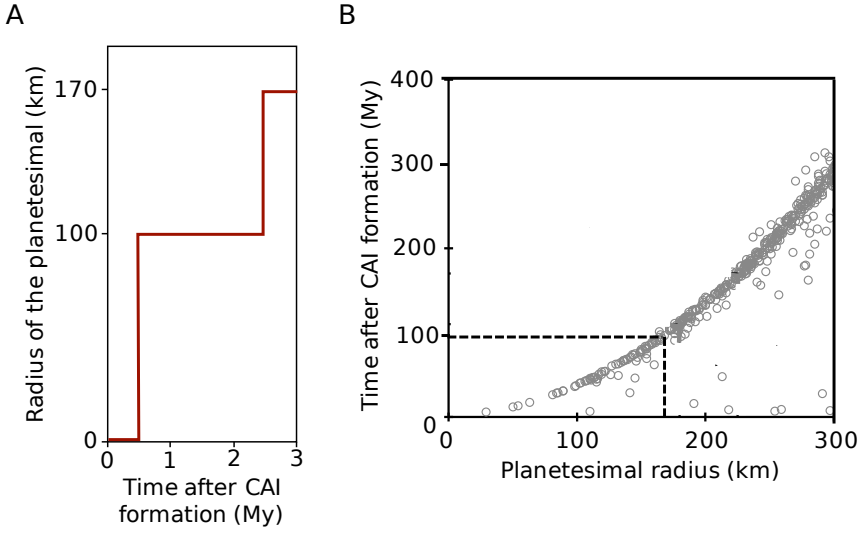 A
B
Radius of the planetesimal (km)
170
100
0
0
1
2
3
Time after CAI
formation (My)
Time after CAI formation (My)
400
300
200
100
0
0
100
200
300
Planetesimal radius (km)